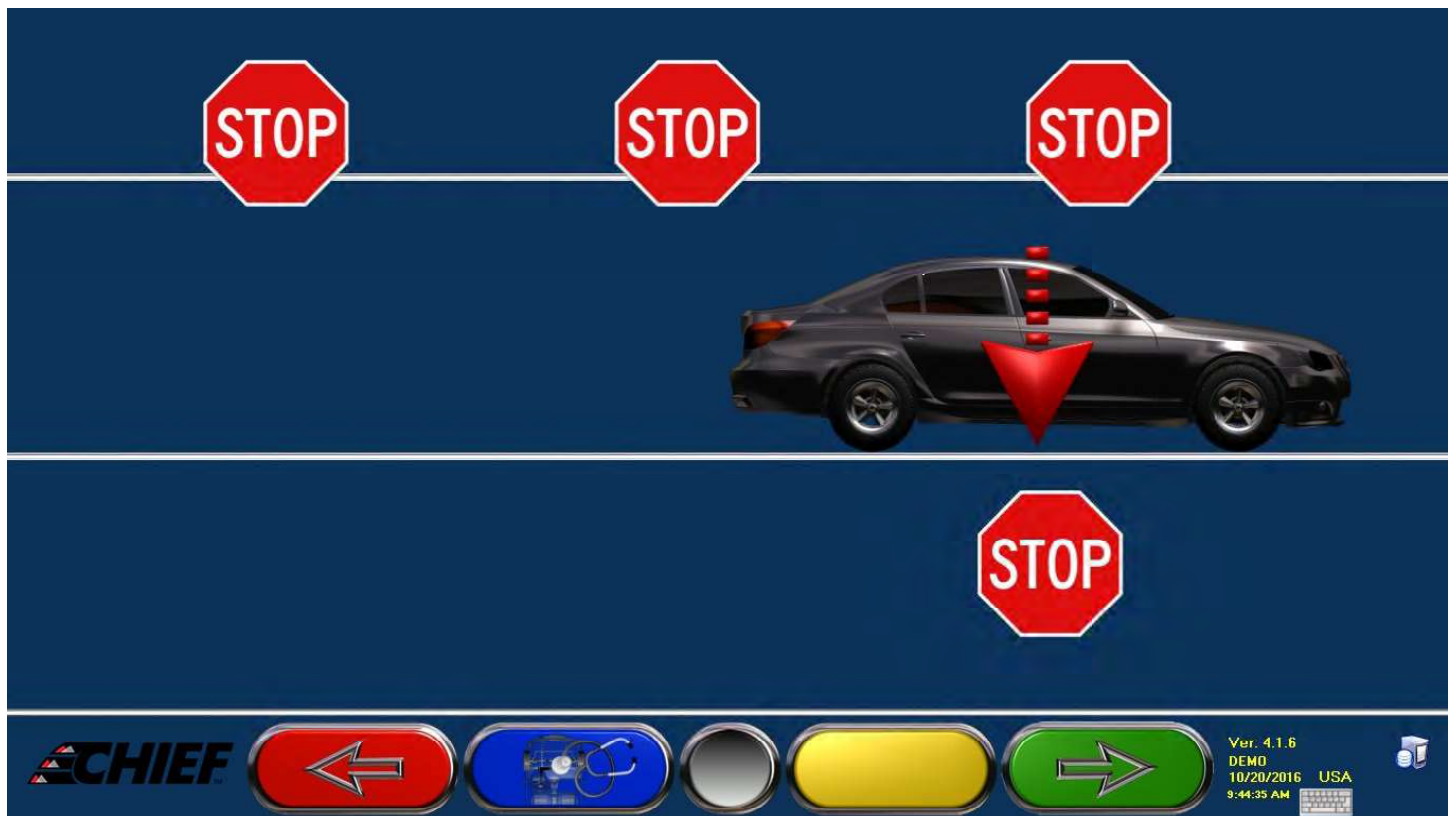 STOP STOP STOP
STOP
CHIEF
Ver. 4.1.6
DEMO
10/20/2016 USA
9:44:35 AM